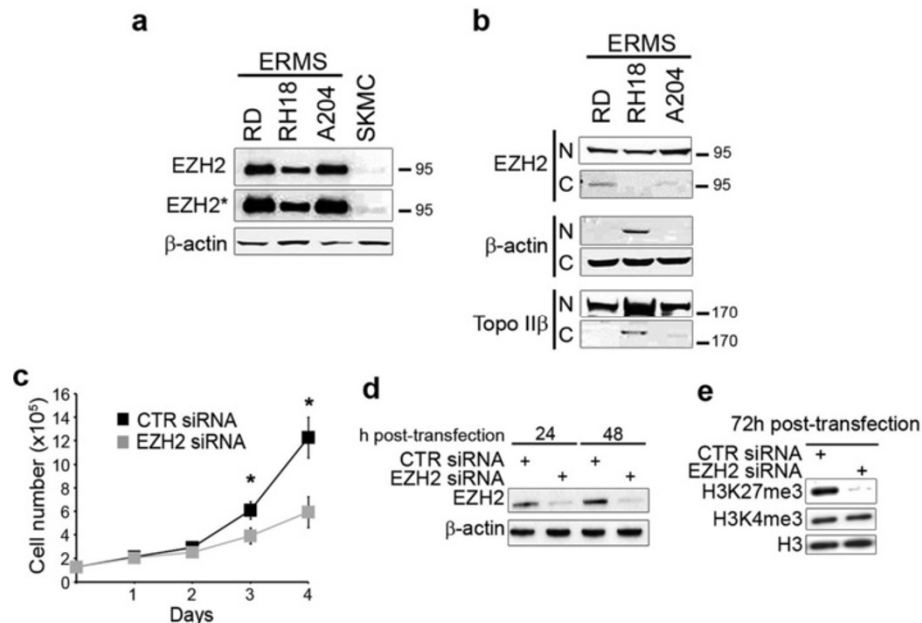 a
ERMS
RD
RH18
A204
SKMC
EZH2
95
EZH2*
95
β-actin
b
ERMS
RD
RH18
A204
EZH2
N
95
C
95
β-actin
N
C
Topo IIβ
N
170
C
170
c
Cell number (x10⁵)
16
14
12
10
8
6
4
2
0
CTR siRNA
EZH2 siRNA
*
*
1 2 3 4
Days
d
h post-transfection 24 48
CTR siRNA + +
EZH2 siRNA + +
EZH2
β-actin
e
72h post-transfection
CTR siRNA +
EZH2 siRNA +
H3K27me3
H3K4me3
H3